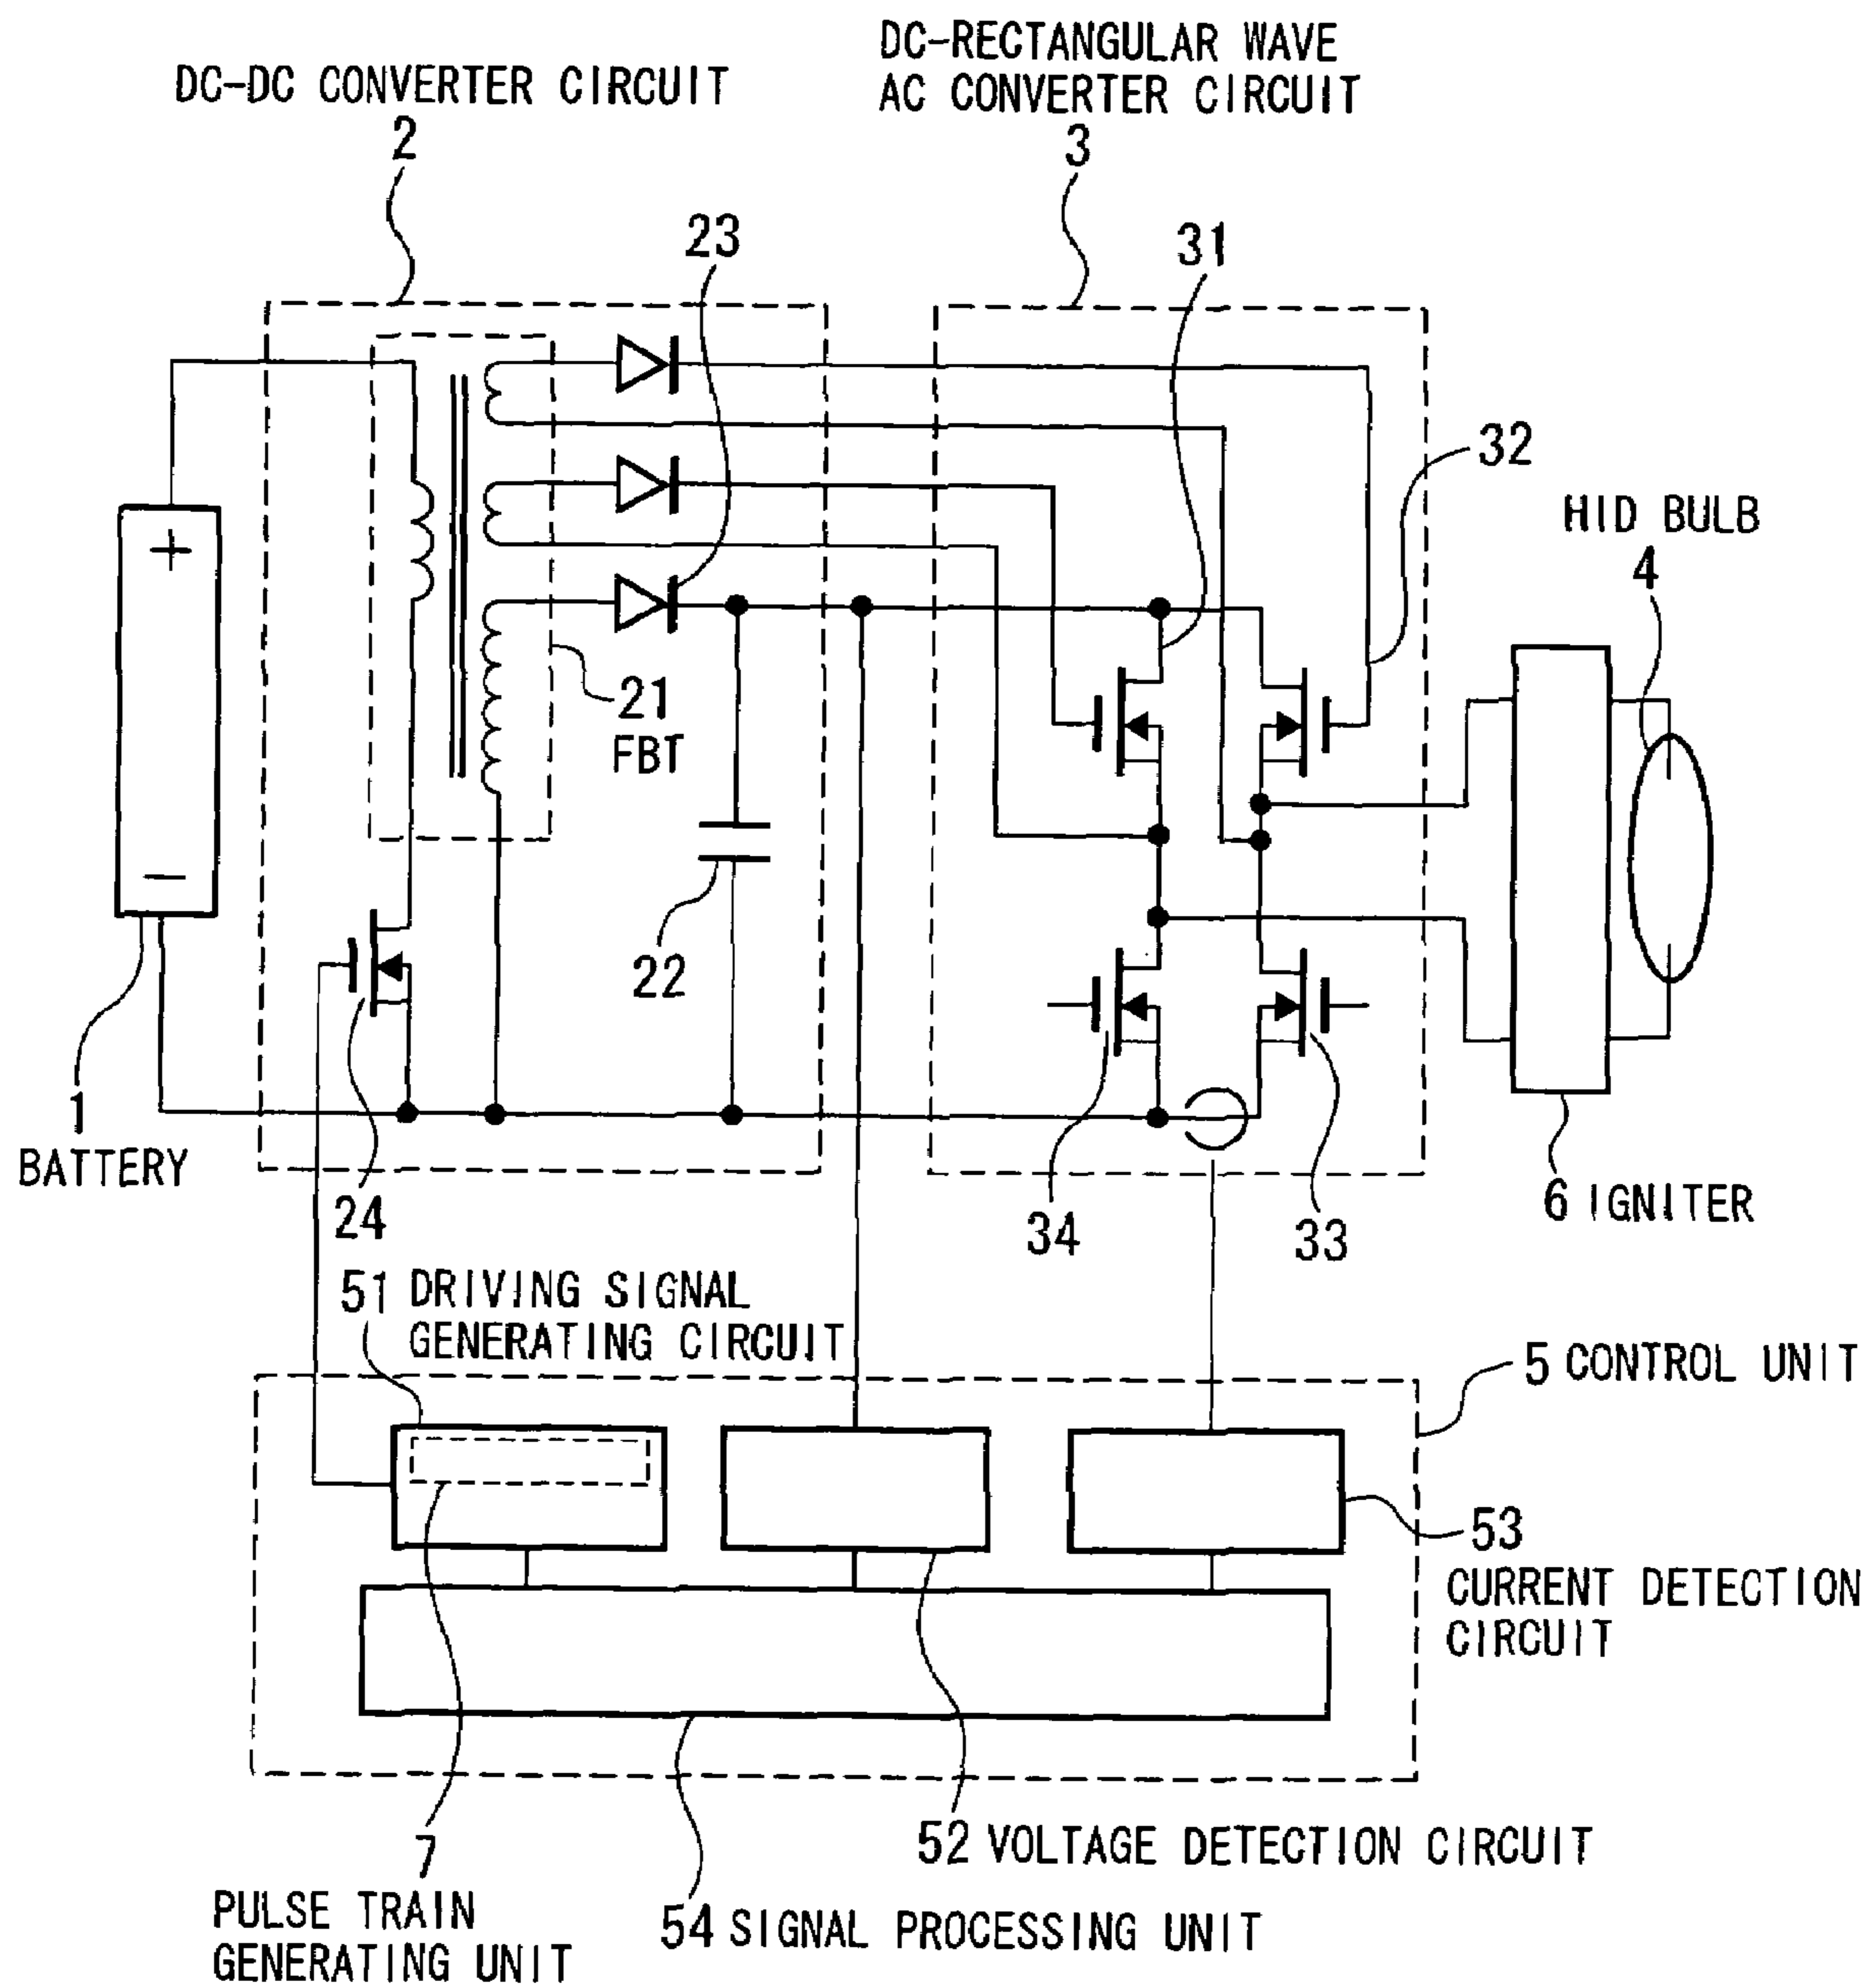 DC-DC CONVERTER CIRCUIT
2
DC-RECTANGULAR WAVE
AC CONVERTER CIRCUIT
3
23
31
32
HID BULB
4
+
21
FBT
−
22
1
BATTERY
24
34
33
6 IGNITER
51 DRIVING SIGNAL
GENERATING CIRCUIT
5 CONTROL UNIT
53
CURRENT DETECTION
CIRCUIT
7
PULSE TRAIN
GENERATING UNIT
52 VOLTAGE DETECTION CIRCUIT
54 SIGNAL PROCESSING UNIT